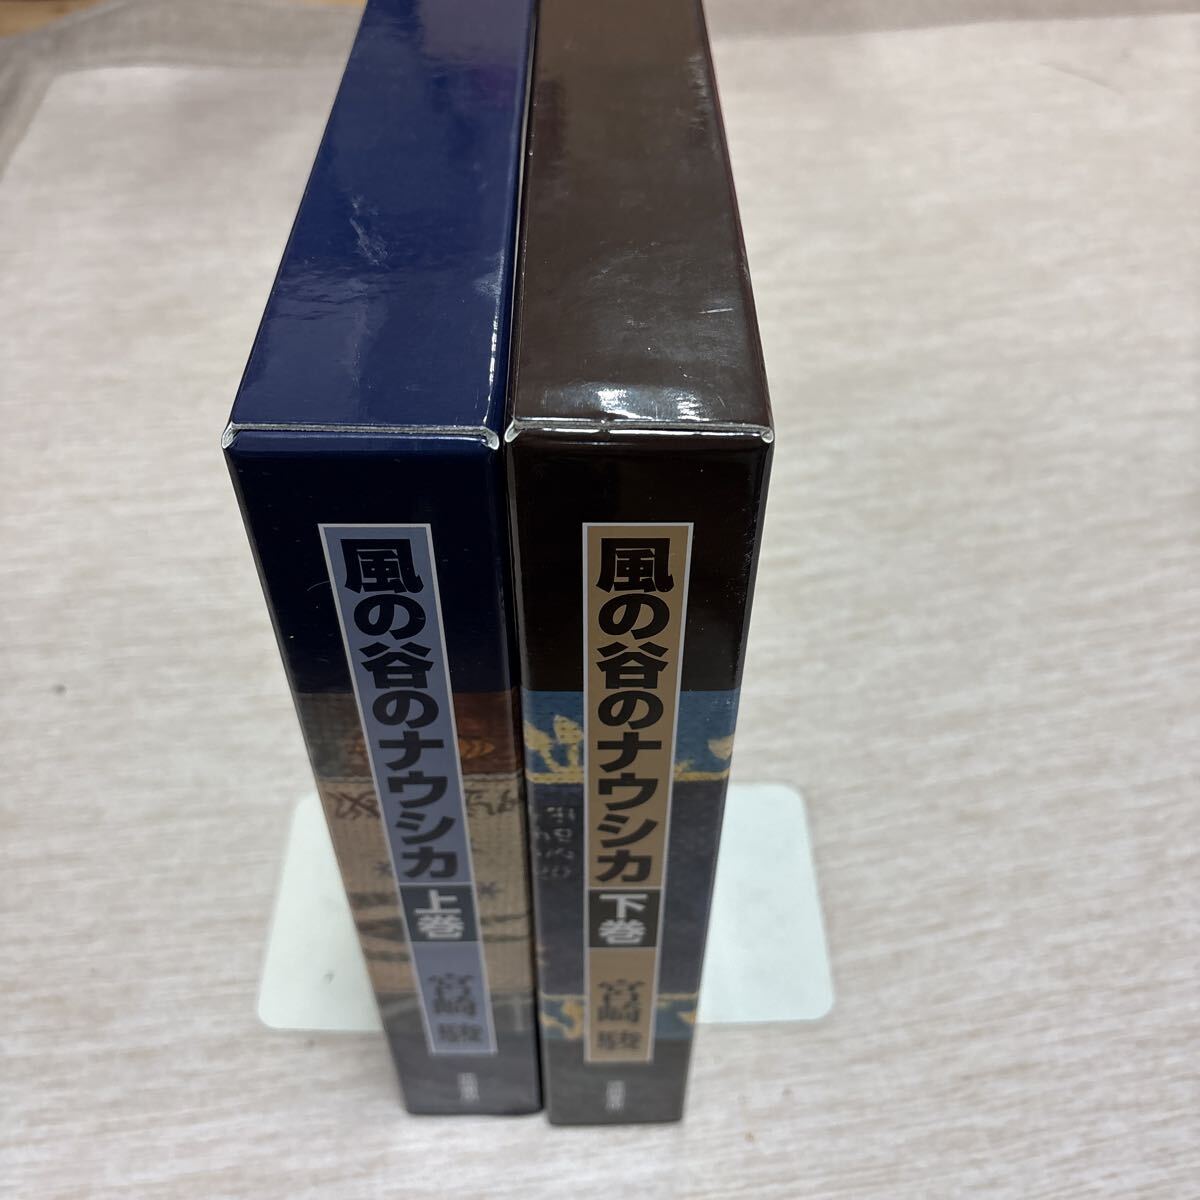 風の谷のナウシカ
上巻
宮崎 駿
風の谷のナウシカ
下巻
宮崎 駿